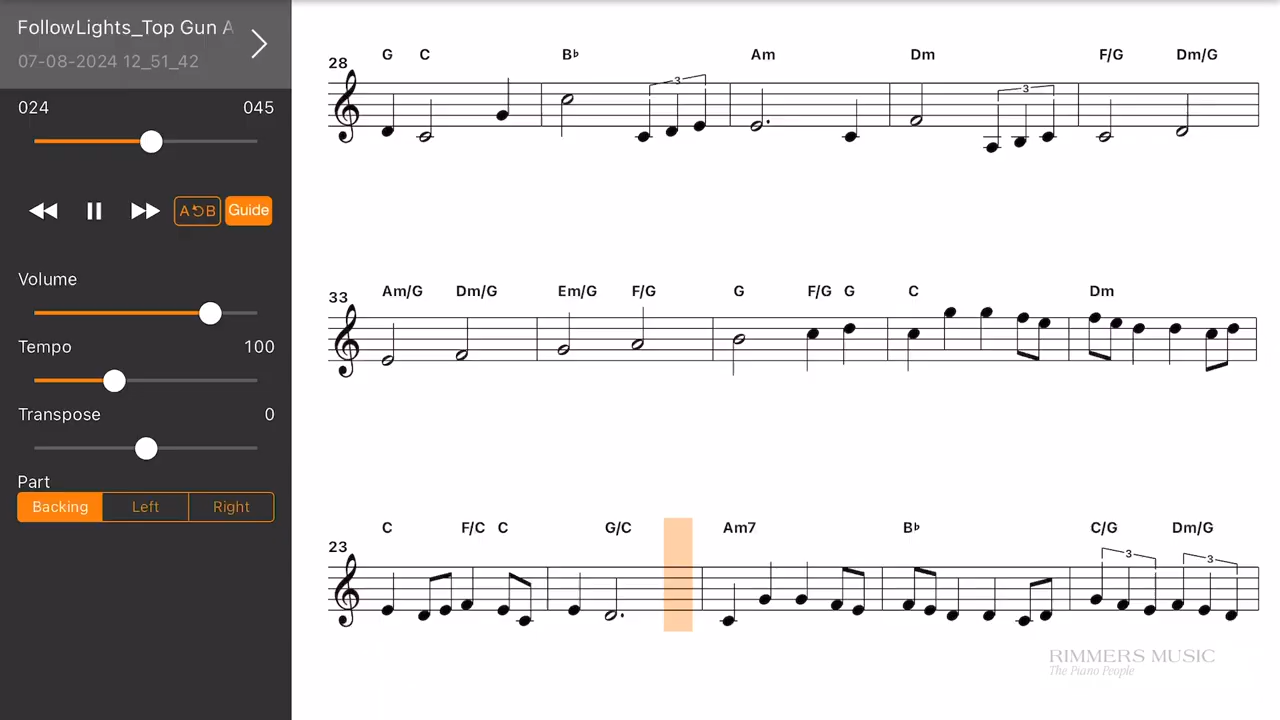 FollowLights_Top Gun A
07-08-2024 12_51_42
024 045
A B Guide
Volume
Tempo 100
Transpose 0
Part
Backing Left Right
G C B♭ Am Dm F/G Dm/G
28
3 3
Am/G Dm/G Em/G F/G G F/G G C Dm
33
C F/C C G/C Am7 B♭ C/G Dm/G
23
3 3
RIMMERS MUSIC
The Piano People